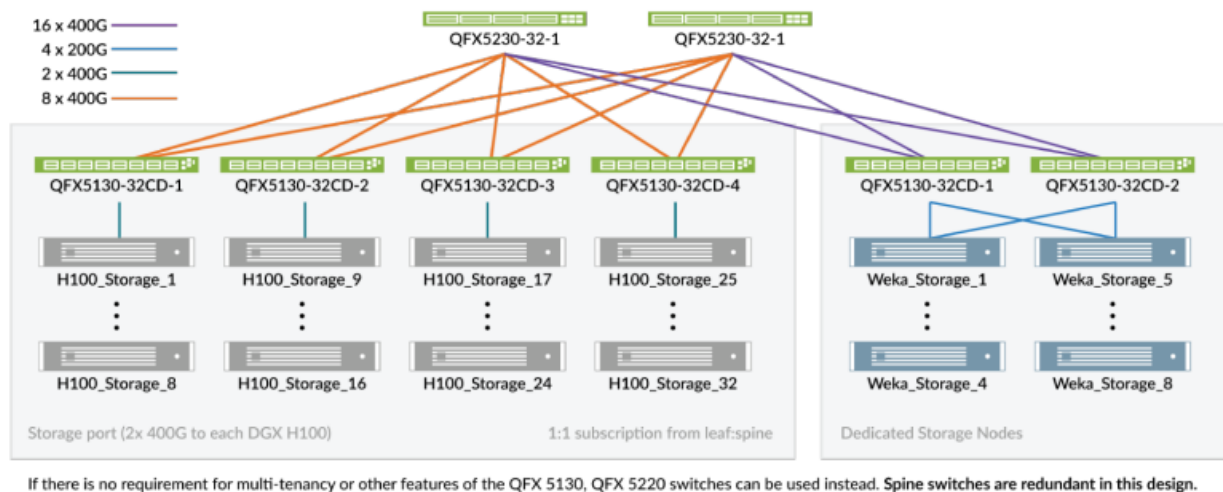 16 x 400G
4 x 200G
2 x 400G
8 x 400G
QFX5230-32-1
QFX5230-32-1
QFX5130-32CD-1
QFX5130-32CD-2
QFX5130-32CD-3
QFX5130-32CD-4
QFX5130-32CD-1
QFX5130-32CD-2
H100_Storage_1
H100_Storage_9
H100_Storage_17
H100_Storage_25
Weka_Storage_1
Weka_Storage_5
H100_Storage_8
H100_Storage_16
H100_Storage_24
H100_Storage_32
Weka_Storage_4
Weka_Storage_8
Storage port (2x 400G to each DGX H100)
1:1 subscription from leaf:spine
Dedicated Storage Nodes
If there is no requirement for multi-tenancy or other features of the QFX 5130, QFX 5220 switches can be used instead. Spine switches are redundant in this design.